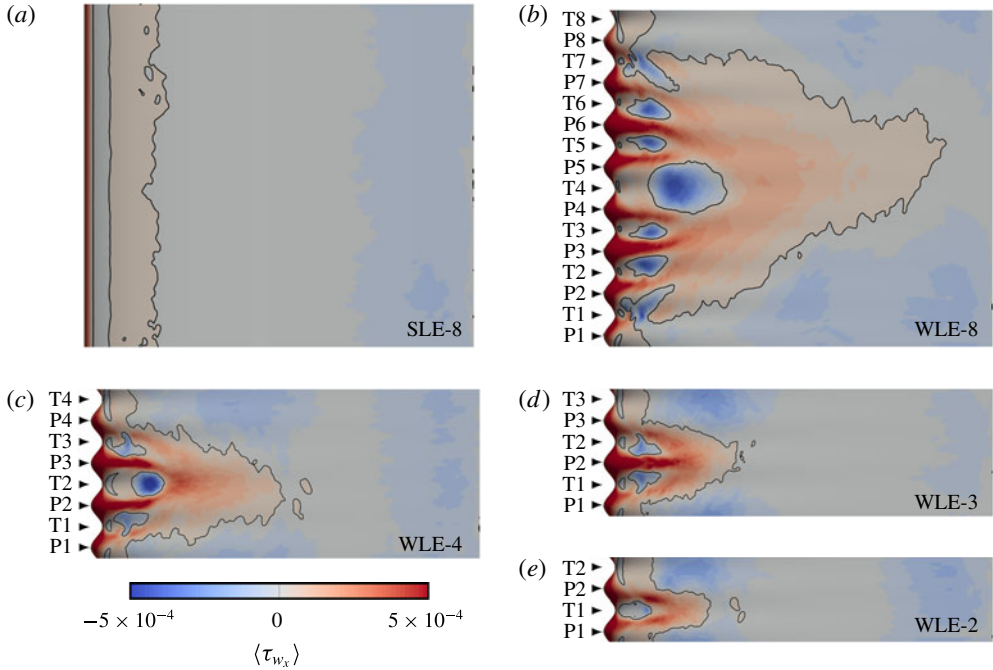 (a)
SLE-8
(b)
T8
P8
T7
P7
T6
P6
T5
P5
T4
P4
T3
P3
T2
P2
T1
P1
WLE-8
(c)
T4
P4
T3
P3
T2
P2
T1
P1
WLE-4
(d)
T3
P3
T2
P2
T1
P1
WLE-3
(e)
T2
P2
T1
P1
WLE-2
−5 × 10⁻⁴
0
5 × 10⁻⁴
⟨τ_{w_x}⟩